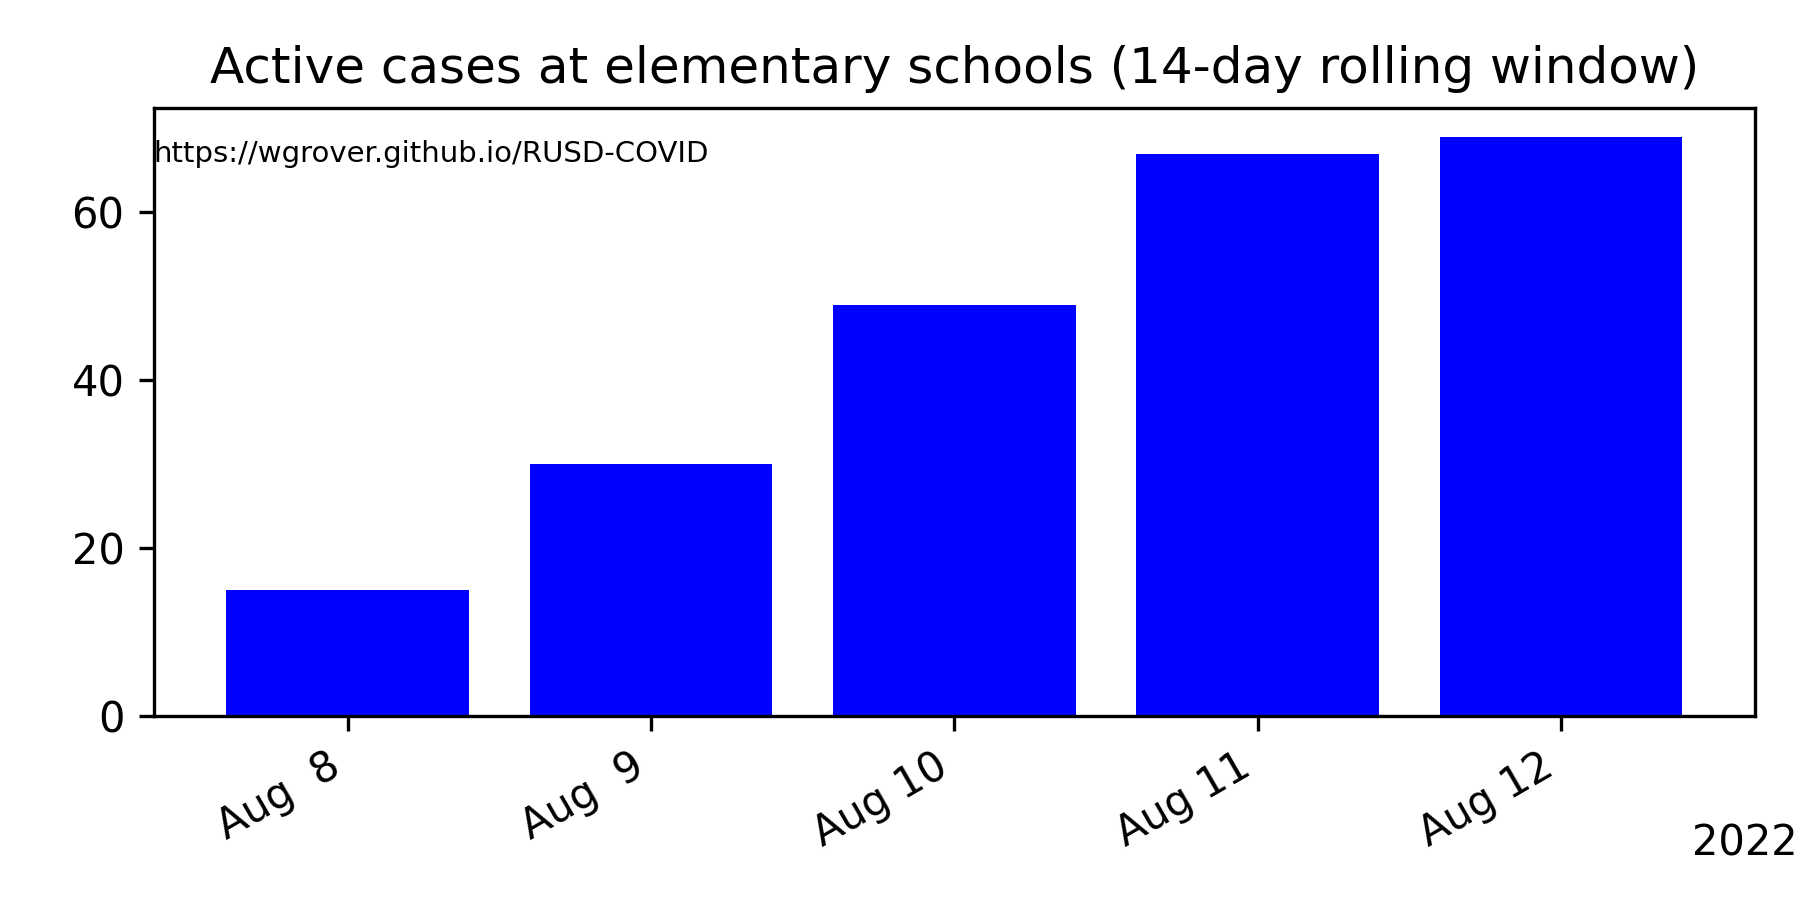 Active cases at elementary schools (14-day rolling window)
https://wgrover.github.io/RUSD-COVID
60
40
20
0
Aug 8
Aug 9
Aug 10
Aug 11
Aug 12
2022